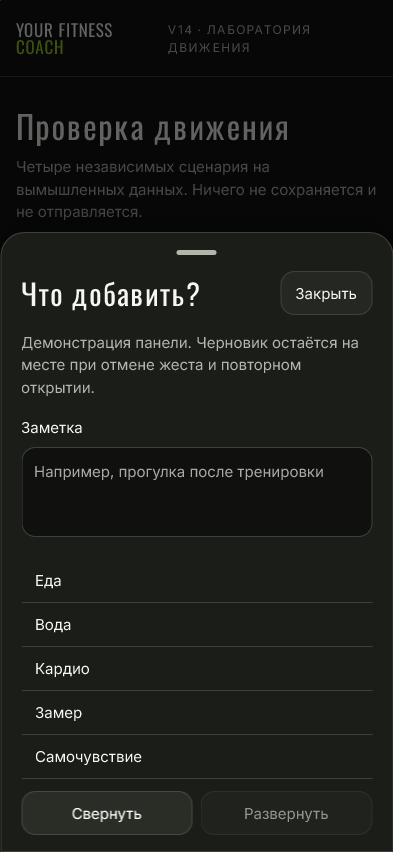 YOUR FITNESS
COACH
V14 · ЛАБОРАТОРИЯ
ДВИЖЕНИЯ
Проверка движения
Четыре независимых сценария на
вымышленных данных. Ничего не сохраняется и
не отправляется.
Что добавить?
Закрыть
Демонстрация панели. Черновик остаётся на
месте при отмене жеста и повторном
открытии.
Заметка
Например, прогулка после тренировки
Еда
Вода
Кардио
Замер
Самочувствие
Свернуть
Развернуть